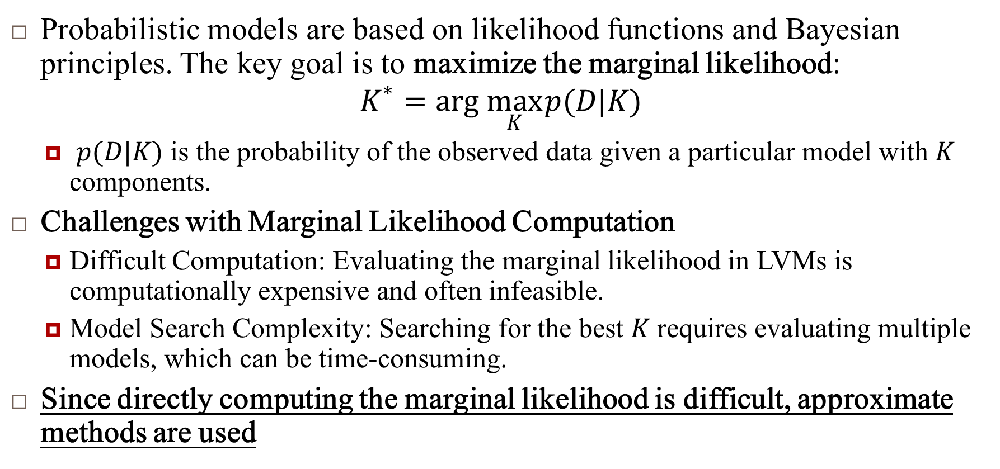 Probabilistic models are based on likelihood functions and Bayesian
principles. The key goal is to maximize the marginal likelihood:
K* = arg max p(D|K)
K
p(D|K) is the probability of the observed data given a particular model with K
components.
Challenges with Marginal Likelihood Computation
Difficult Computation: Evaluating the marginal likelihood in LVMs is
computationally expensive and often infeasible.
Model Search Complexity: Searching for the best K requires evaluating multiple
models, which can be time-consuming.
Since directly computing the marginal likelihood is difficult, approximate
methods are used